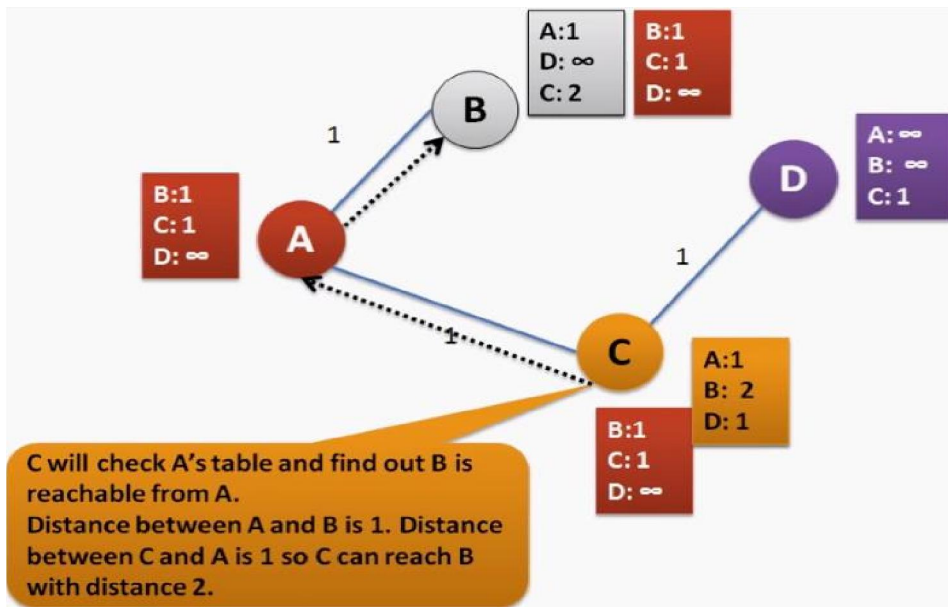 A:1
D: ∞
C: 2
B:1
C: 1
D: ∞
B
1
A: ∞
B: ∞
C: 1
D
B:1
C: 1
D: ∞
A
1
1
C
A:1
B: 2
D: 1
B:1
C: 1
D: ∞
C will check A’s table and find out B is
reachable from A.
Distance between A and B is 1. Distance
between C and A is 1 so C can reach B
with distance 2.